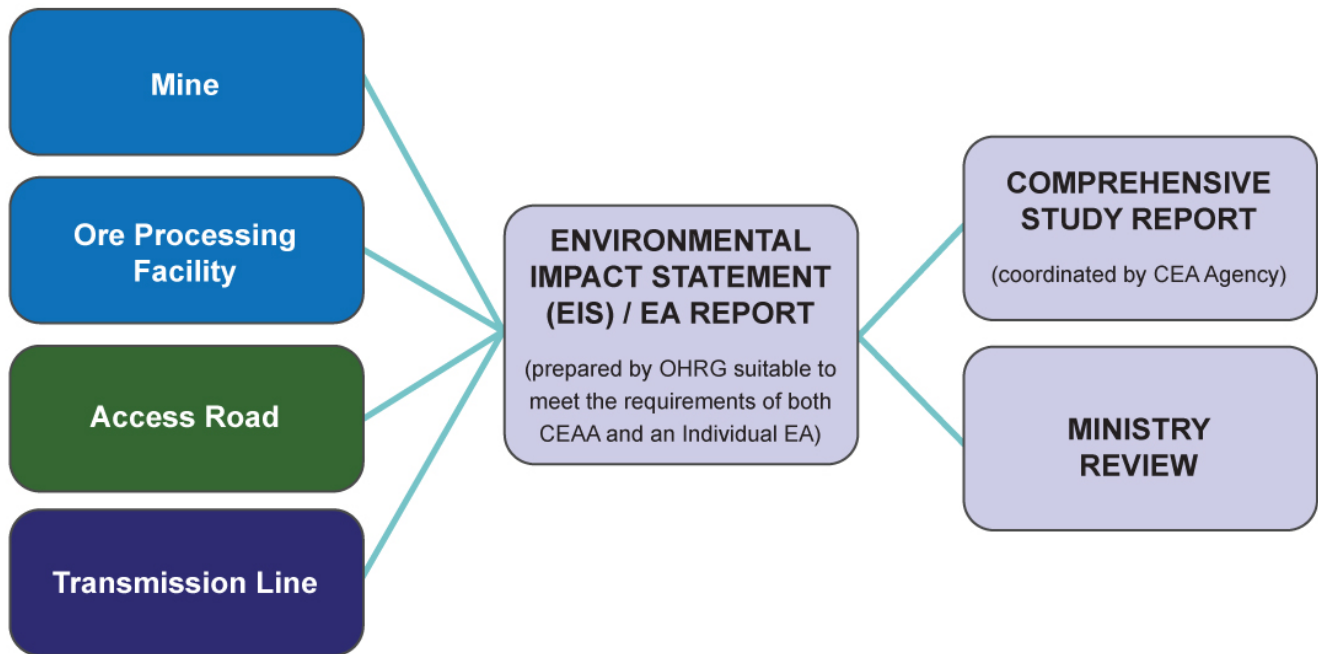 Mine
Ore Processing
Facility
Access Road
Transmission Line
ENVIRONMENTAL
IMPACT STATEMENT
(EIS) / EA REPORT
(prepared by OHRG suitable to
meet the requirements of both
CEAA and an Individual EA)
COMPREHENSIVE
STUDY REPORT
(coordinated by CEA Agency)
MINISTRY
REVIEW